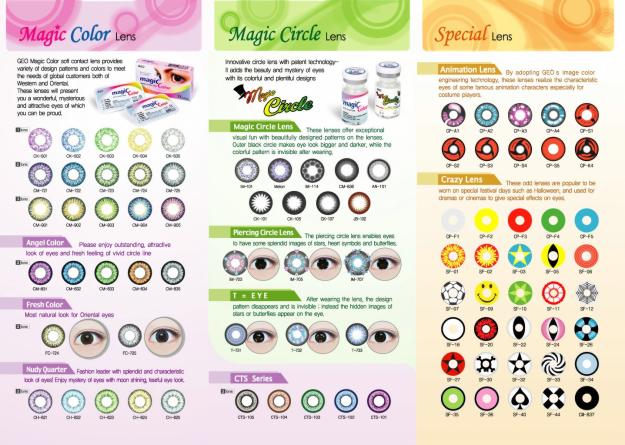 Magic Color Lens
GEO Magic Color soft contact lens provides
variety of design patterns and colors to meet
the needs of global customers both of
Western and Oriental.
These lenses will present
you a wonderful, mysterious
and attractive eyes of which
you can be proud.
CK-601 CK-602 CK-603 CK-604 CK-605
CM-721 CM-722 CM-723 CM-724 CM-725
CM-901 CM-902 CM-903 CM-904 CM-905
Angel Color Please enjoy outstanding, attractive
look of eyes and fresh feeling of vivid circle line
CM-831 CM-832 CM-833 CM-834 CM-835
Fresh Color
Most natural look for Oriental eyes
FC-724 FC-725
Nudy Quarter Fashion leader with splendid and characteristic
look of eyes! Enjoy mystery of eyes with moon shining, tearful eye look.
CH-621 CH-622 CH-623 CH-624 CH-625
Magic Circle Lens
Innovative circle lens with patent technology-
It adds the beauty and mystery of eyes
with its colorful and plentiful designs
Magic
Circle
Magic Circle Lens These lenses offer exceptional
visual fun with beautifully designed patterns on the lenses.
Outer black circle makes eye look bigger and darker, while the
colorful pattern is invisible after wearing.
IM-114 CM-836 AN-101
CK-101 CK-105 CK-107 JB-102
Piercing Circle Lens The piercing circle lens enables eyes
to have some splendid images of stars, heart symbols and butterflies.
IM-703 IM-705 IM-707
T - EYE After wearing the lens, the design
pattern disappears and is invisible ; instead the hidden images of
stars or butterflies appear on the eye.
T-731 T-732 T-733
CTS Series
CTS-105 CTS-104 CTS-103 CTS-102 CTS-101
Special Lens
Animation Lens By adopting GEO s image color
engineering technology, these lenses realize the characteristic
eyes of some famous animation characters especially for
costume players.
CP-A1 CP-A2 CP-A3 CP-A4 CP-S1
CP-S2 CP-S3 CP-S4 CP-S5 CP-K4
Crazy Lens These odd lenses are popular to be
worn on special festival days such as Halloween, and used for
dramas or cinemas to give special effects on eyes.
CP-F1 CP-F2 CP-F3 CP-F4 CP-F5
SF-01 SF-02 SF-03 SF-05 SF-06
SF-07 SF-09 SF-10 SF-11 SF-12
SF-16 SF-20 SF-22 SF-24 SF-26
SF-27 SF-30 SF-32 SF-33 SF-34
SF-35 SF-36 SF-40 SF-44 CM-837